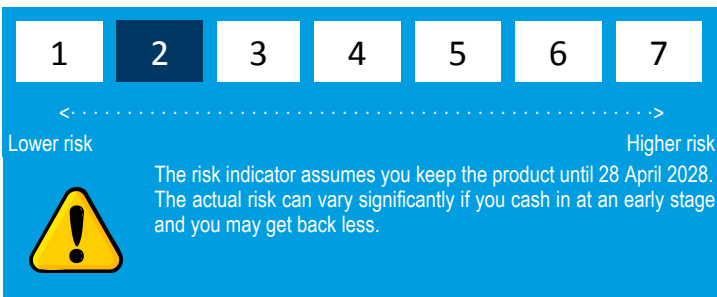 1 2 3 4 5 6 7
Lower risk Higher risk
The risk indicator assumes you keep the product until 28 April 2028.
The actual risk can vary significantly if you cash in at an early stage
and you may get back less.